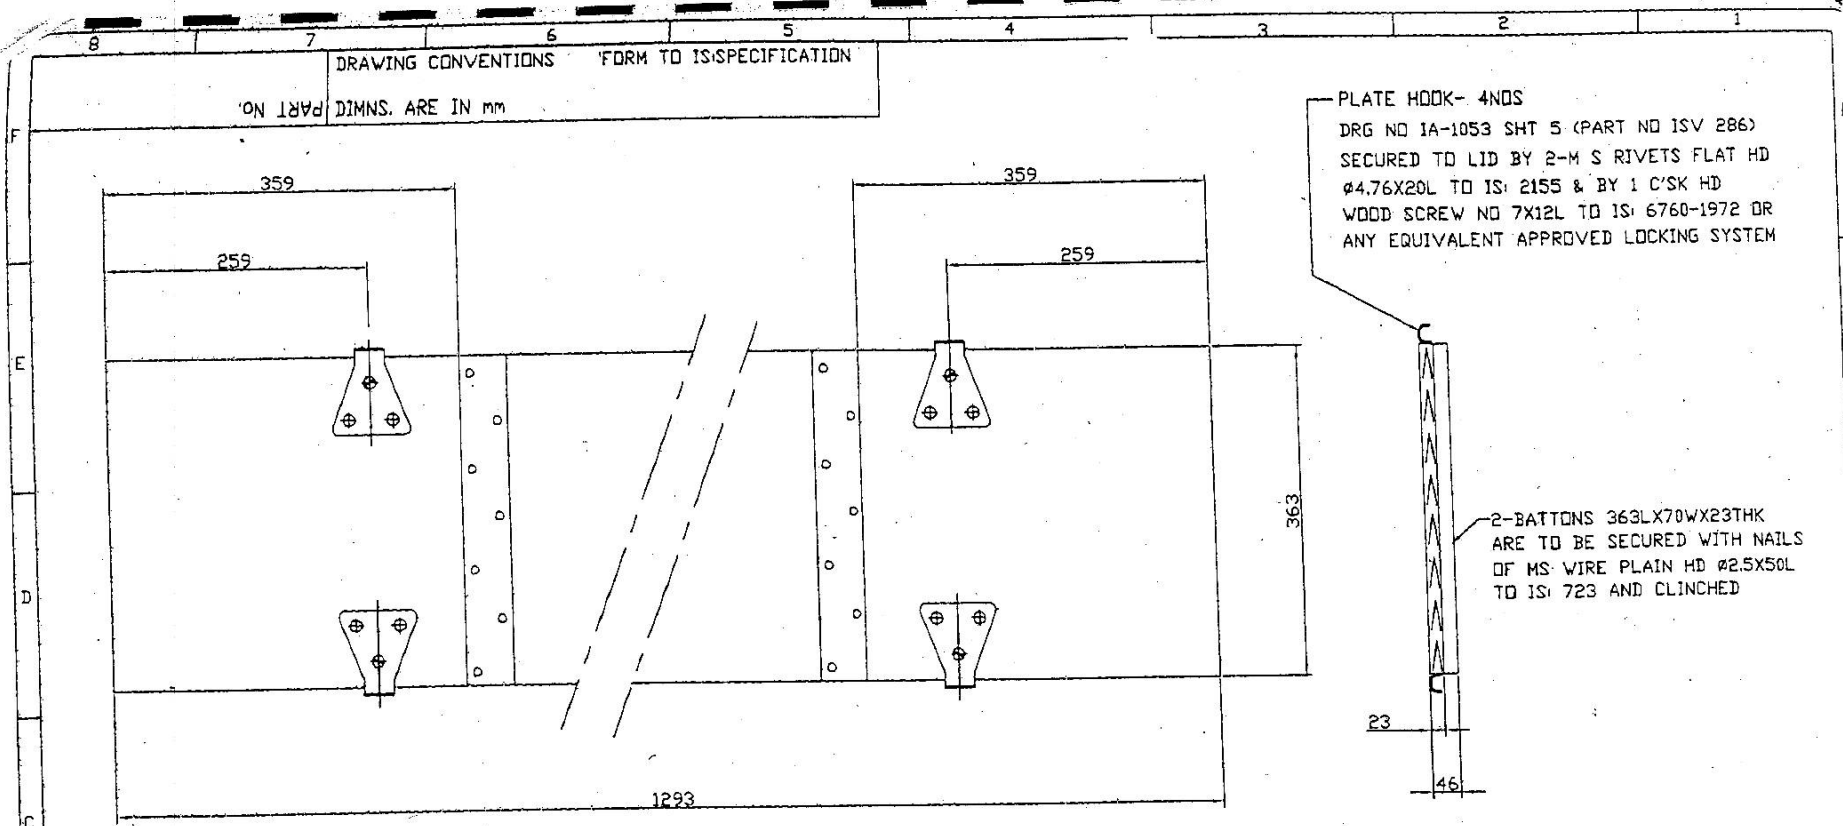 8 7 6 5 4 3 2 1
DRAWING CONVENTIONS 'FORM TO IS:SPECIFICATION
PART NO. DIMNS. ARE IN mm
F
E
D
C
359
359
259
259
363
1293
PLATE HOOK- 4NOS
DRG NO IA-1053 SHT 5 (PART NO ISV 286)
SECURED TO LID BY 2-M S RIVETS FLAT HD
Ø4.76X20L TO IS: 2155 & BY 1 C'SK HD
WOOD SCREW NO 7X12L TO IS: 6760-1972 OR
ANY EQUIVALENT APPROVED LOCKING SYSTEM
2-BATTONS 363LX70WX23THK
ARE TO BE SECURED WITH NAILS
OF MS WIRE PLAIN HD Ø2.5X50L
TO IS: 723 AND CLINCHED
23
46